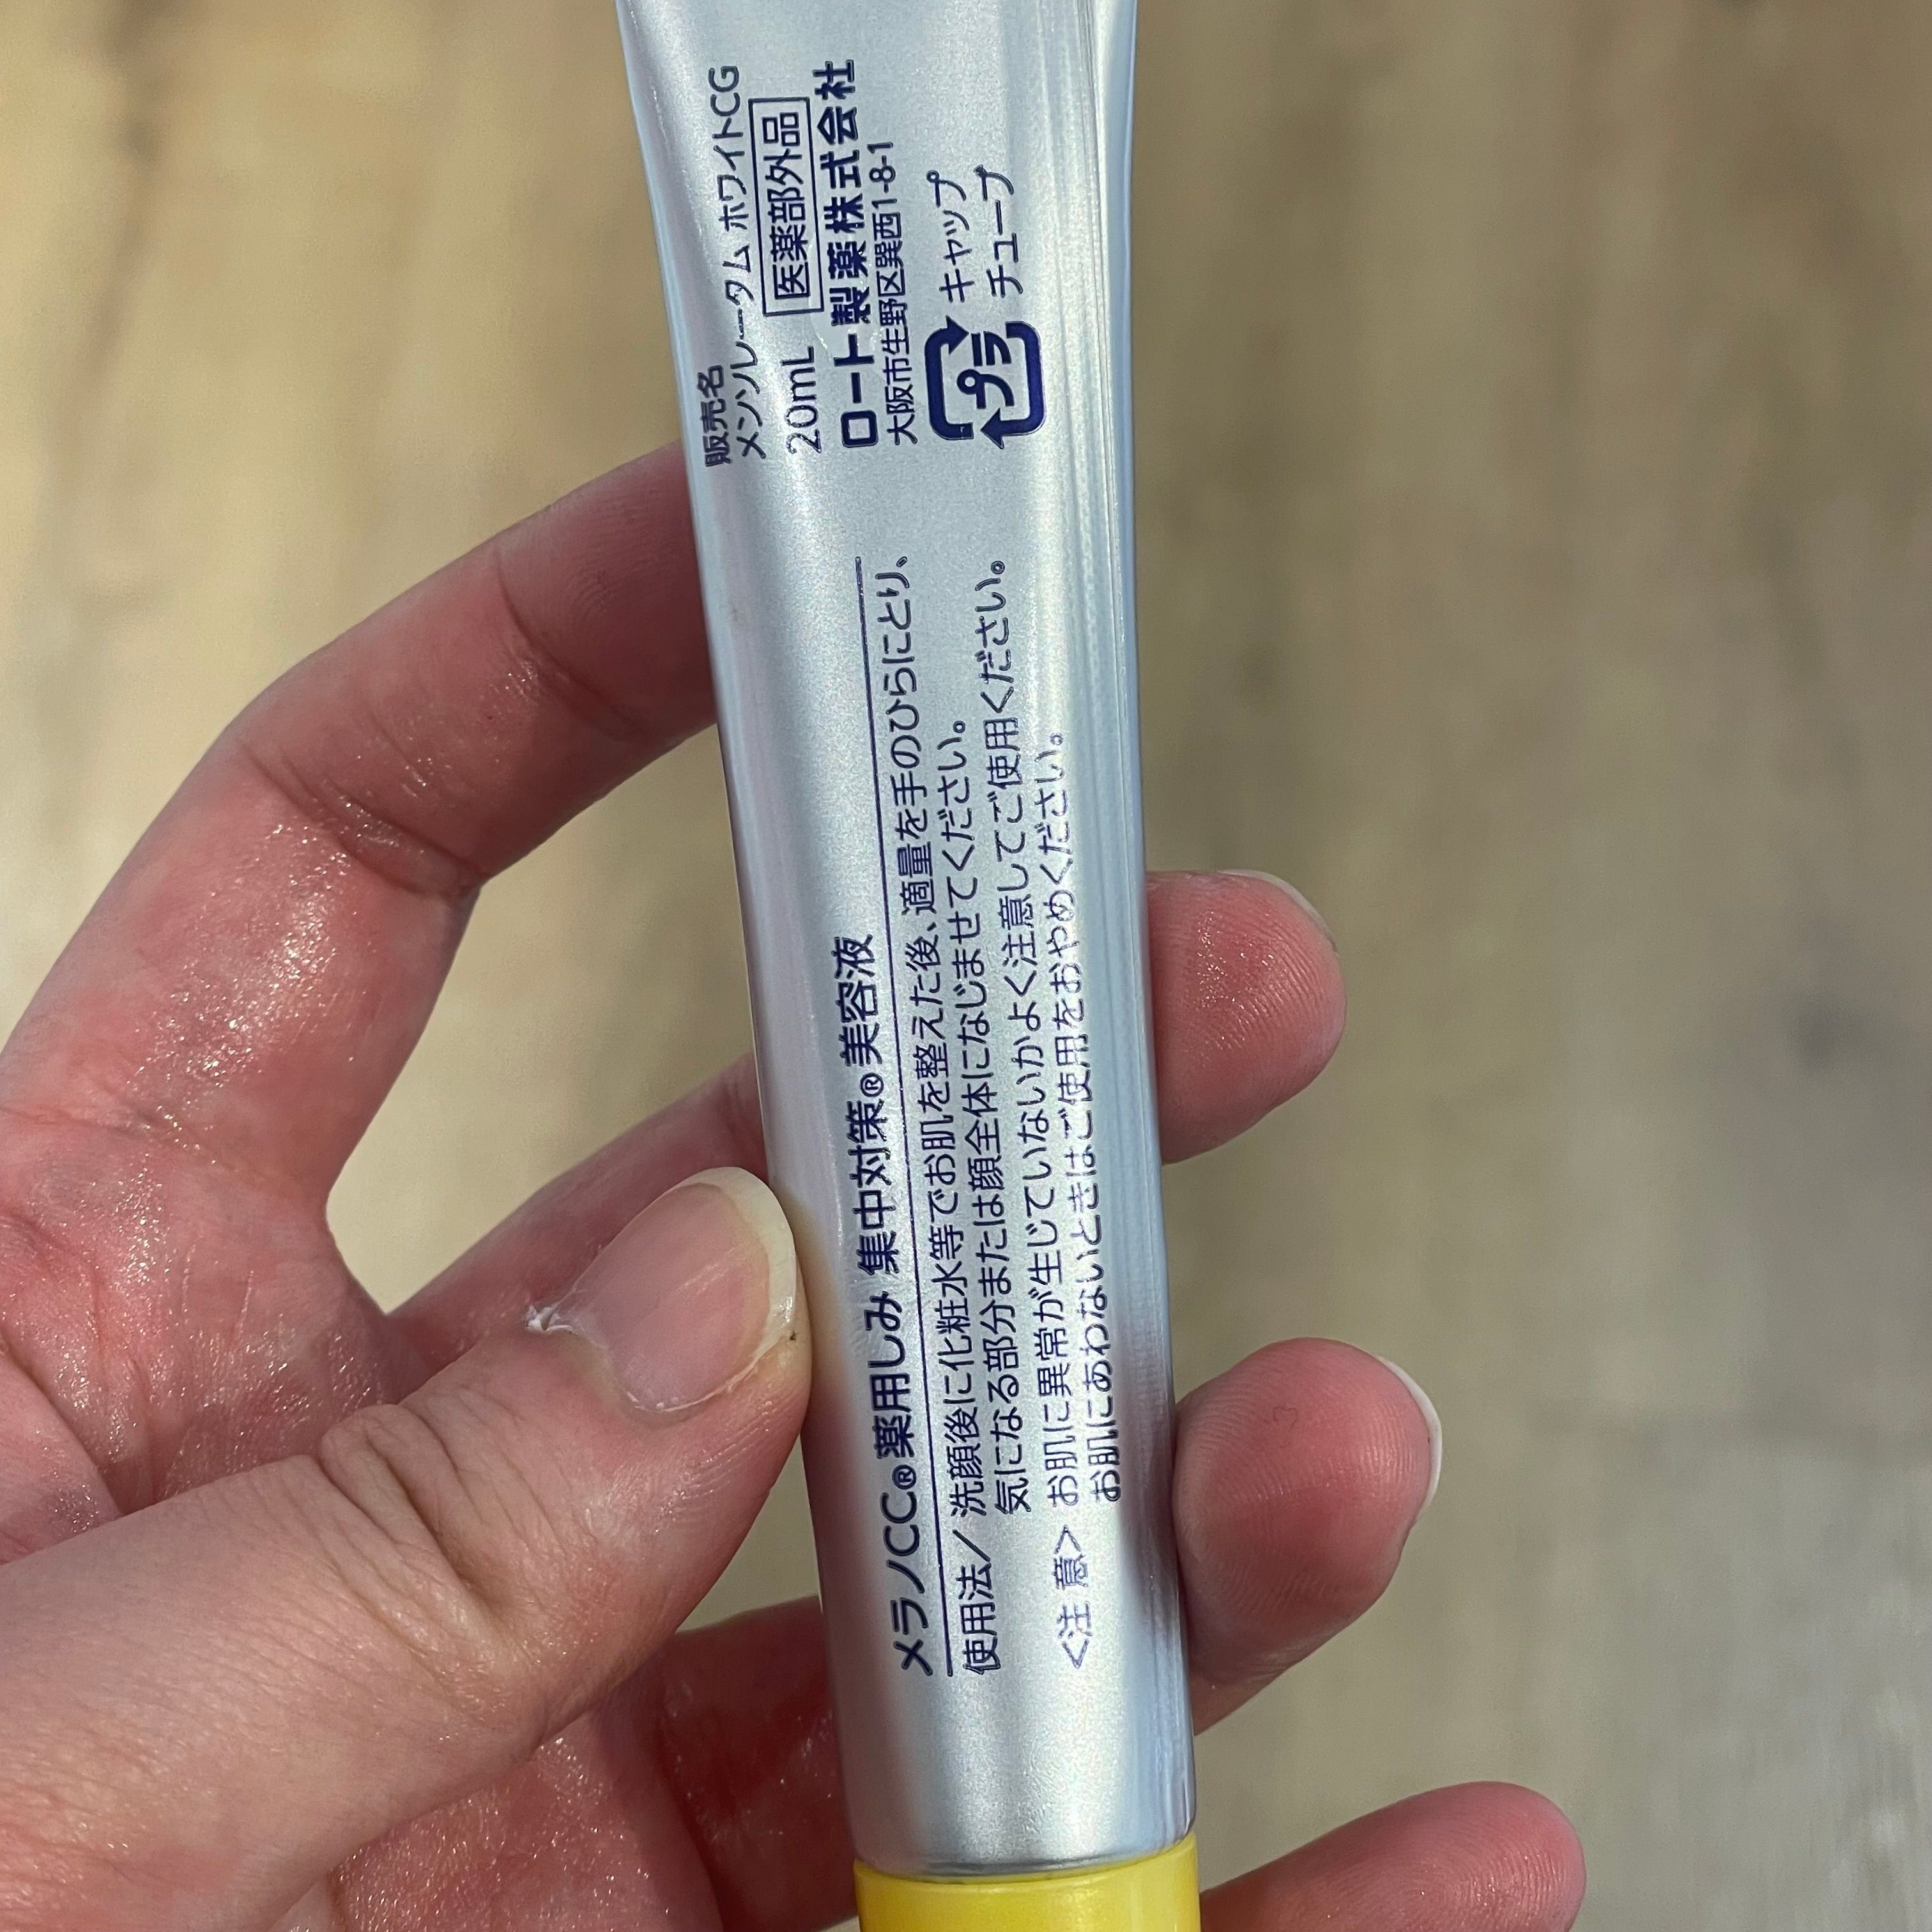 メラノCC®薬用しみ 集中対策®美容液
使用法/洗顔後に化粧水等でお肌を整えた後、適量を手のひらにとり、
気になる部分または顔全体になじませてください。
<注 意>お肌に異常が生じていないかよく注意してご使用ください。
お肌にあわないときはご使用をおやめください。
販売名
メンソレータム ホワイトCG
20mL 医薬部外品
ロート製薬株式会社
大阪市生野区巽西1-8-1
プラ
キャップ
チューブ